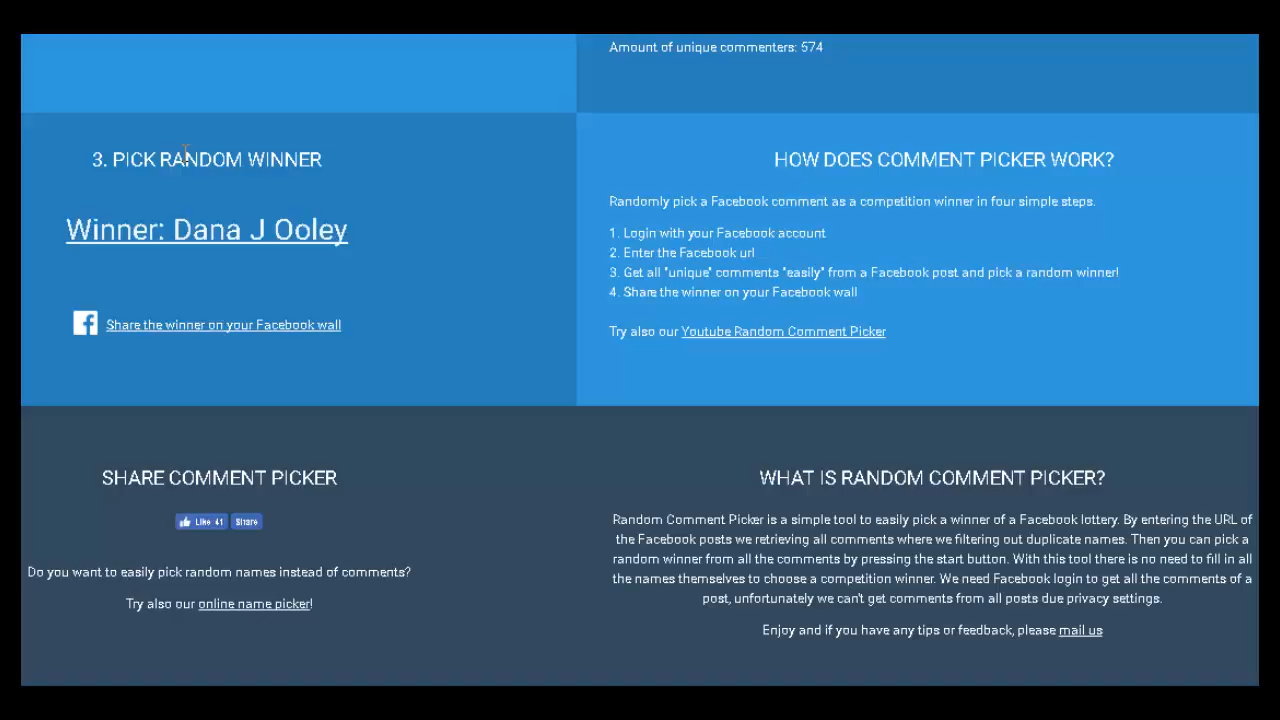 Amount of unique commenters: 574
3. PICK RANDOM WINNER
Winner: Dana J Ooley
Share the winner on your Facebook wall
HOW DOES COMMENT PICKER WORK?
Randomly pick a Facebook comment as a competition winner in four simple steps.
1. Login with your Facebook account
2. Enter the Facebook url
3. Get all "unique" comments "easily" from a Facebook post and pick a random winner!
4. Share the winner on your Facebook wall
Try also our Youtube Random Comment Picker
SHARE COMMENT PICKER
Like 41 Share
Do you want to easily pick random names instead of comments?
Try also our online name picker!
WHAT IS RANDOM COMMENT PICKER?
Random Comment Picker is a simple tool to easily pick a winner of a Facebook lottery. By entering the URL of
the Facebook posts we retrieving all comments where we filtering out duplicate names. Then you can pick a
random winner from all the comments by pressing the start button. With this tool there is no need to fill in all
the names themselves to choose a competition winner. We need Facebook login to get all the comments of a
post, unfortunately we can't get comments from all posts due privacy settings.
Enjoy and if you have any tips or feedback, please mail us